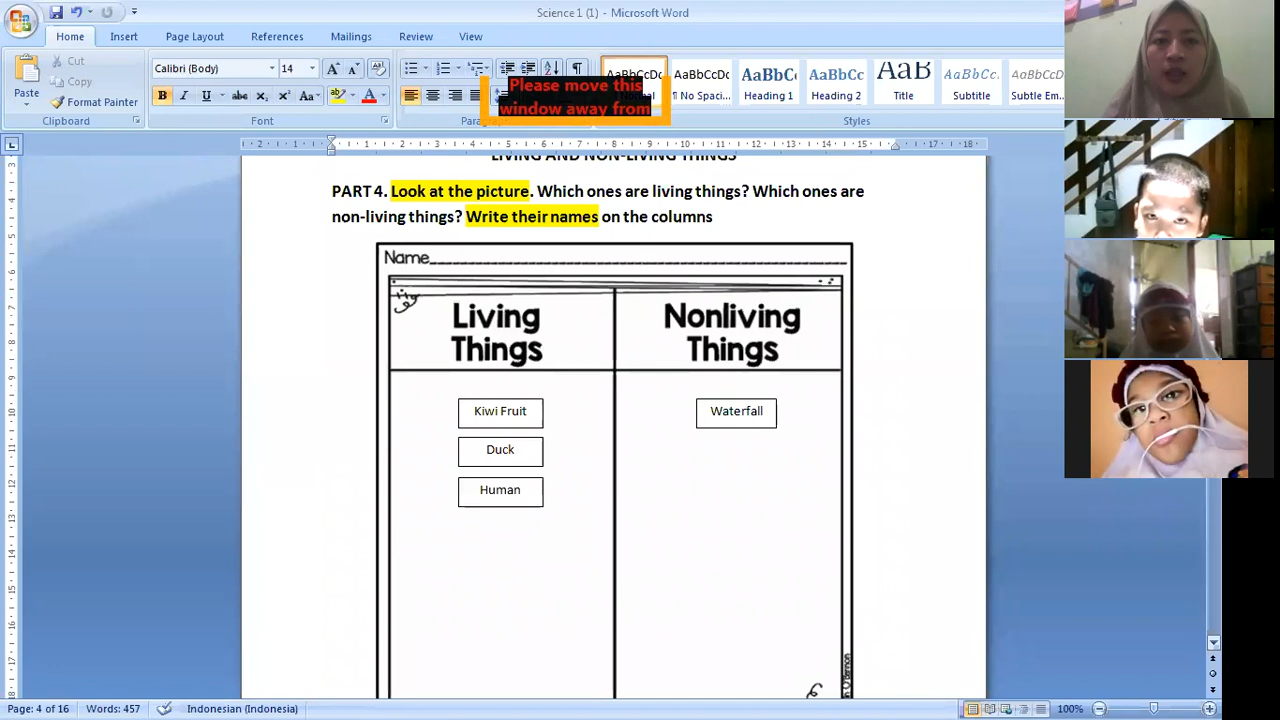 Science 1 (1) - Microsoft Word
Home Insert Page Layout References Mailings Review View
Paste
Cut
Copy
Format Painter
Clipboard
Calibri (Body) 14
Font
Please move this
window away from
AaBbCcDc
¶ No Spaci...
AaBbC
Heading 1
AaBbCc
Heading 2
AaB
Title
AaBbCc
Subtitle
AaBbCcDc
Subtle Em...
Styles
LIVING AND NON-LIVING THINGS
PART 4. Look at the picture. Which ones are living things? Which ones are
non-living things? Write their names on the columns
Name
Living
Things
Nonliving
Things
Kiwi Fruit
Duck
Human
Waterfall
Page: 4 of 16 Words: 457 Indonesian (Indonesia) 100%